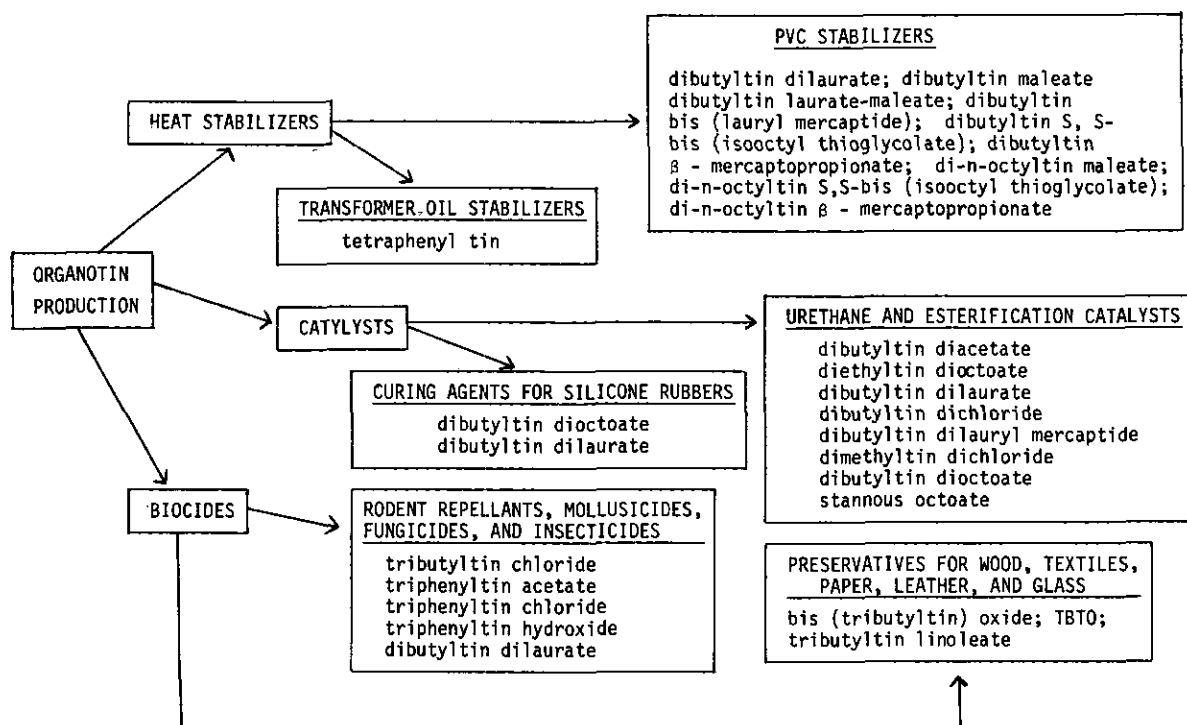 PVC STABILIZERS
dibutyltin dilaurate; dibutyltin maleate
dibutyltin laurate-maleate; dibutyltin
bis (lauryl mercaptide); dibutyltin S, S-
bis (isooctyl thioglycolate); dibutyltin
β - mercaptopropionate; di-n-octyltin maleate;
di-n-octyltin S,S-bis (isooctyl thioglycolate);
di-n-octyltin β - mercaptopropionate
HEAT STABILIZERS
TRANSFORMER OIL STABILIZERS
tetraphenyl tin
ORGANOTIN
PRODUCTION
CATYLYSTS
URETHANE AND ESTERIFICATION CATALYSTS
dibutyltin diacetate
diethyltin dioctoate
dibutyltin dilaurate
dibutyltin dichloride
dibutyltin dilauryl mercaptide
dimethyltin dichloride
dibutyltin dioctoate
stannous octoate
CURING AGENTS FOR SILICONE RUBBERS
dibutyltin dioctoate
dibutyltin dilaurate
BIOCIDES
RODENT REPELLANTS, MOLLUSICIDES,
FUNGICIDES, AND INSECTICIDES
tributyltin chloride
triphenyltin acetate
triphenyltin chloride
triphenyltin hydroxide
dibutyltin dilaurate
PRESERVATIVES FOR WOOD, TEXTILES,
PAPER, LEATHER, AND GLASS
bis (tributyltin) oxide; TBTO;
tributyltin linoleate